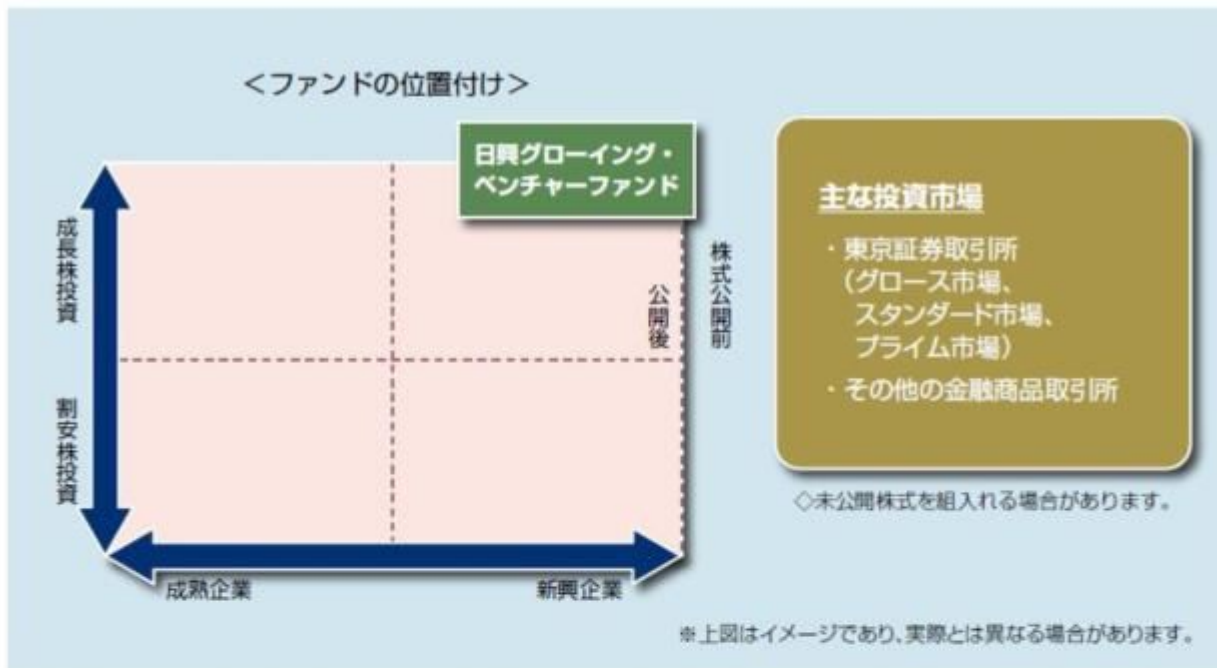 ＜ファンドの位置付け＞
日興グローイング・
ベンチャーファンド
成長株投資
割安株投資
公開後
株式公開前
成熟企業
新興企業
主な投資市場
・東京証券取引所
（グロース市場、
スタンダード市場、
プライム市場）
・その他の金融商品取引所
◇未公開株式を組入れる場合があります。
※上図はイメージであり、実際とは異なる場合があります。